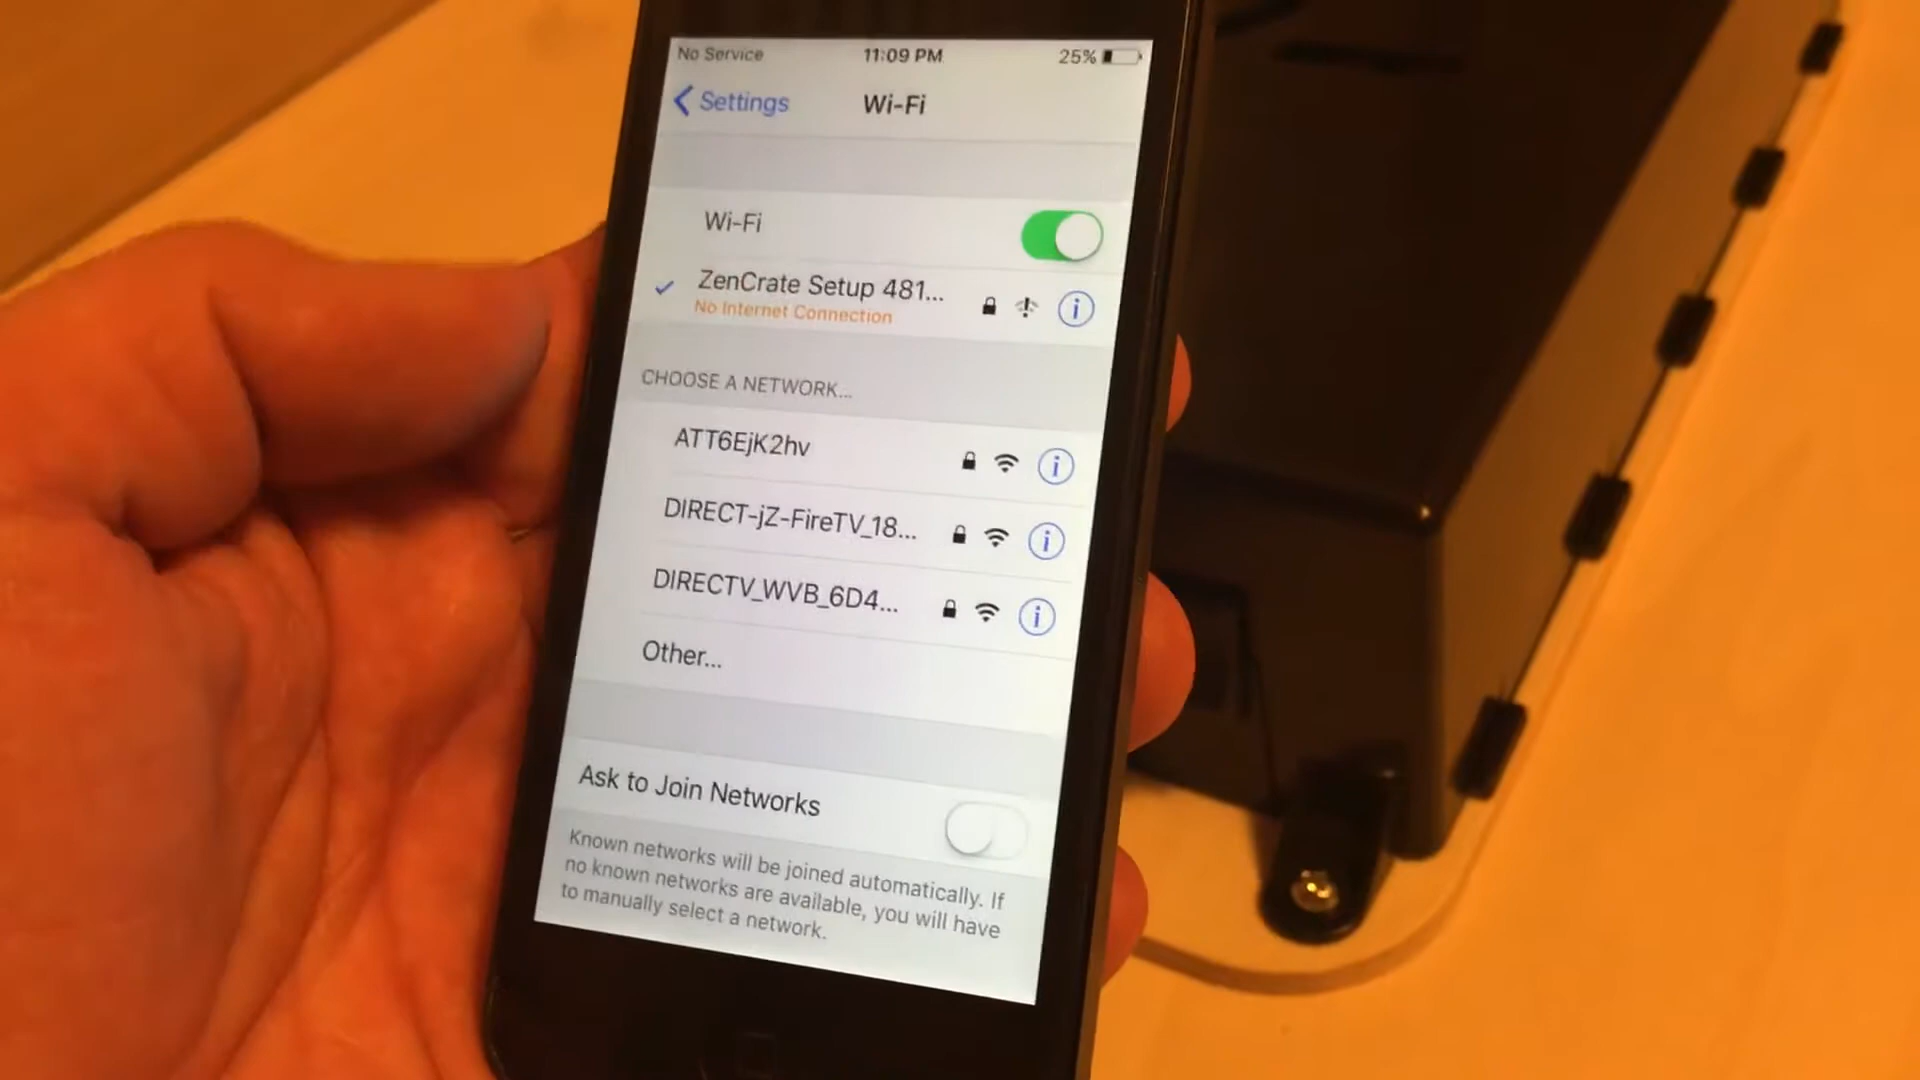 No Service 11:09 PM 25%
Settings Wi-Fi
Wi-Fi
ZenCrate Setup 481...
No Internet Connection
CHOOSE A NETWORK...
ATT6EjK2hv
DIRECT-jZ-FireTV_18...
DIRECTV_WVB_6D4...
Other...
Ask to Join Networks
Known networks will be joined automatically. If
no known networks are available, you will have
to manually select a network.